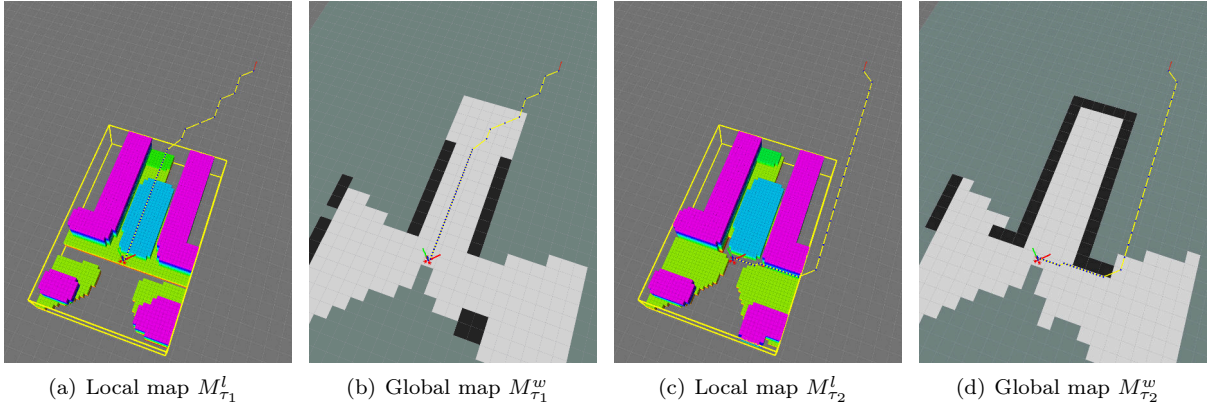 (a) Local map $M^l_{\tau_1}$
(b) Global map $M^w_{\tau_1}$
(c) Local map $M^l_{\tau_2}$
(d) Global map $M^w_{\tau_2}$